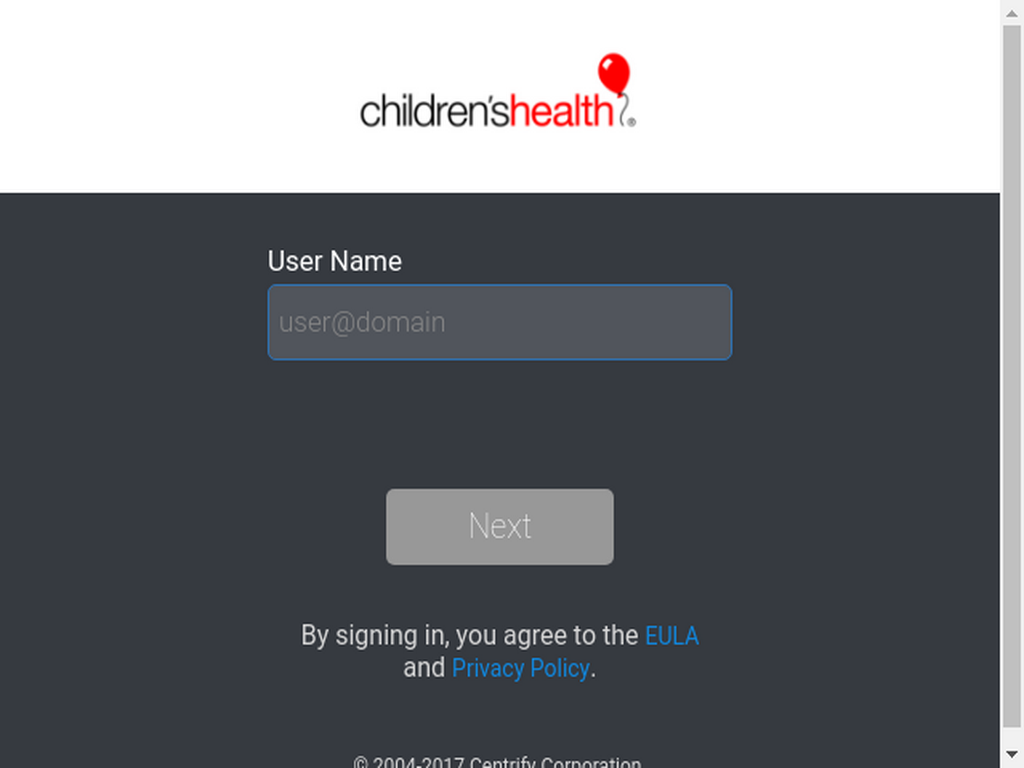 children'shealth®
User Name
user@domain
Next
By signing in, you agree to the EULA
and Privacy Policy.
© 2004-2017 Centrify Corporation